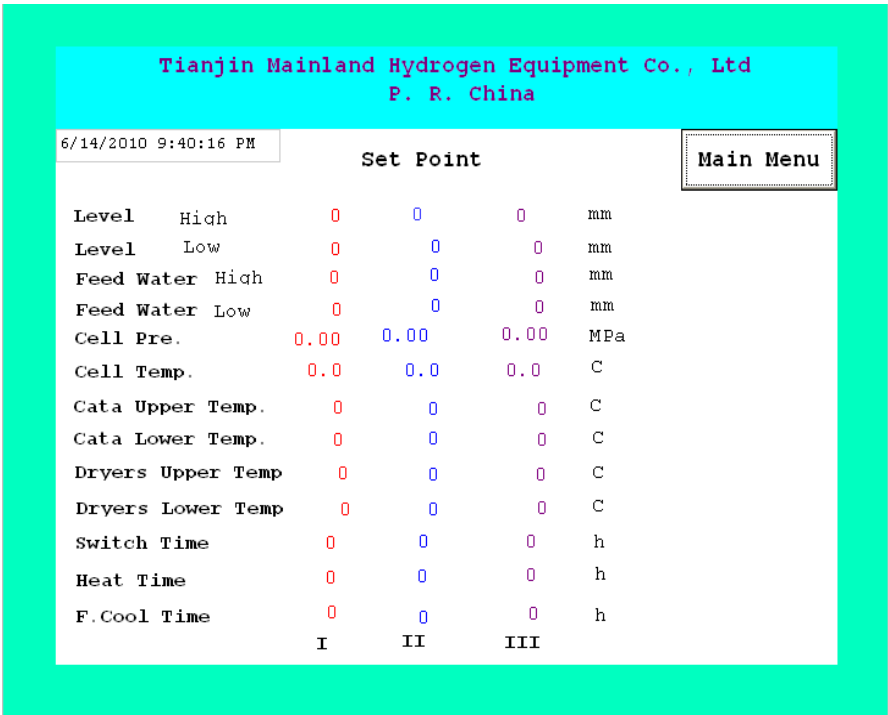 Tianjin Mainland Hydrogen Equipment Co., Ltd
P. R. China
6/14/2010 9:40:16 PM
Set Point
Main Menu
Level High 0 0 0 mm
Level Low 0 0 0 mm
Feed Water High 0 0 0 mm
Feed Water Low 0 0 0 mm
Cell Pre. 0.00 0.00 0.00 MPa
Cell Temp. 0.0 0.0 0.0 C
Cata Upper Temp. 0 0 0 C
Cata Lower Temp. 0 0 0 C
Dryers Upper Temp 0 0 0 C
Dryers Lower Temp 0 0 0 C
Switch Time 0 0 0 h
Heat Time 0 0 0 h
F.Cool Time 0 0 0 h
I II III